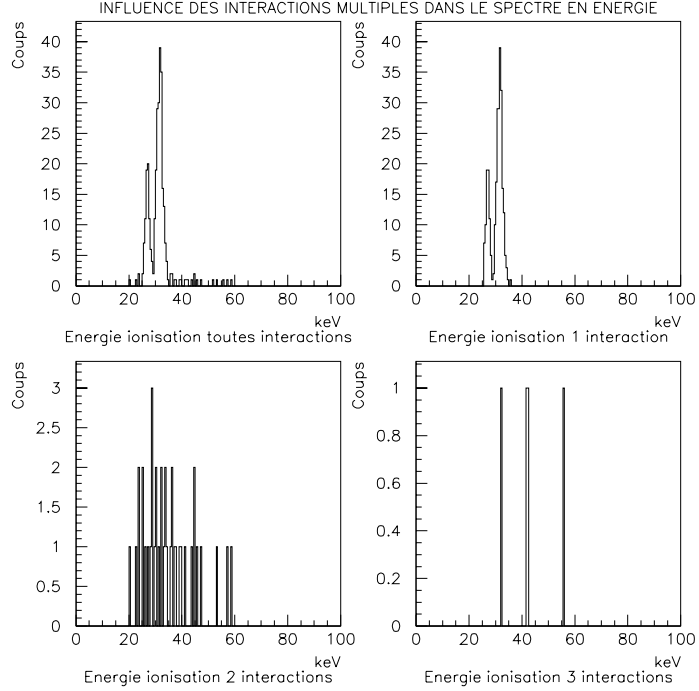 INFLUENCE DES INTERACTIONS MULTIPLES DANS LE SPECTRE EN ENERGIE
Coups
40
35
30
25
20
15
10
5
0
0 20 40 60 80 100
keV
Energie ionisation toutes interactions
Coups
40
35
30
25
20
15
10
5
0
0 20 40 60 80 100
keV
Energie ionisation 1 interaction
Coups
3
2.5
2
1.5
1
0.5
0
0 20 40 60 80 100
keV
Energie ionisation 2 interactions
Coups
1
0.8
0.6
0.4
0.2
0
0 20 40 60 80 100
keV
Energie ionisation 3 interactions